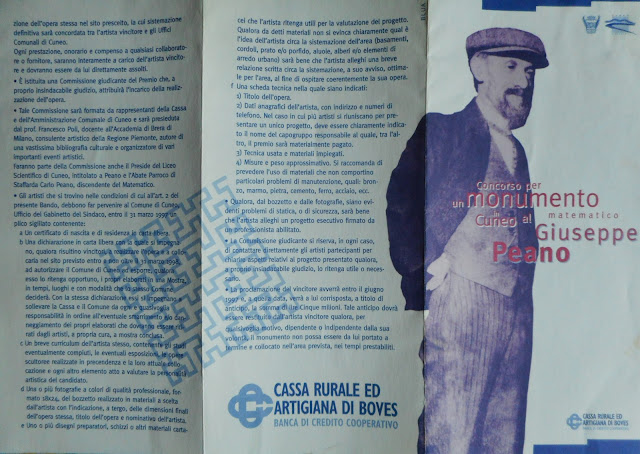 zione dell'opera stessa nel sito prescelto, la cui sistemazione
definitiva sarà concordata tra l'artista vincitore e gli Uffici
Comunali di Cuneo.
Ogni prestazione, onorario e compenso a qualsiasi collaborato-
re o fornitore, saranno interamente a carico dell'artista vincito-
re e dovranno essere da lui direttamente assolti.
• È istituita una Commissione giudicante del Premio che, a
proprio insindacabile giudizio, attribuirà l'incarico della realiz-
zazione dell'opera.
• Tale Commissione sarà formata da rappresentanti della Cassa
e dell'Amministrazione Comunale di Cuneo e sarà presieduta
dal prof. Francesco Poli, docente all'Accademia di Brera di
Milano, consulente artistico della Regione Piemonte, autore di
una vastissima bibliografia culturale e organizzatore di vari
importanti eventi artistici.
Faranno parte della Commissione anche il Preside del Liceo
Scientifico di Cuneo, intitolato a Peano e l'Abate Parroco di
Staffarda Carlo Peano, discendente del Matematico.
• Gli artisti che si trovino nelle condizioni di cui all'art. 2 del
presente Bando, debbono far pervenire al Comune di Cuneo,
Ufficio del Gabinetto del Sindaco, entro il 31 marzo 1997 un
plico sigillato contenente:
a Un certificato di nascita e di residenza in carta libera.
b Una dichiarazione in carta libera con la quale si impegna-
no, qualora risultino vincitori, a
carla nel sito previsto entro e non
ad autorizzare il Comune di Cuneo ad esporre, qualora
esso lo ritenga opportuno, i propri elaborati in una Mostra,
in tempi, luoghi e con modalità che il Comune
deciderà. Con la stessa dichiarazione si impegnano
sollevare la Cassa e il Comune da ogni qualsivoglia
responsabilità in ordine all'eventuale smarrimento o dan-
neggiamento dei propri elaborati che dovranno essere riti-
rati dagli artisti, a propria cura, a mostra conclusa.
c Un breve curriculum dell'artista stesso, contenente gli studi
eventualmente compiuti, le eventuali esposizioni, le opere
scultoree realizzate in precedenza e la loro attuale collo-
cazione e ogni altro elemento atto a valutare la personalità
artistica del candidato.
d Una o più fotografie a colori di qualità professionale, for-
mato 18x24, del bozzetto realizzato in materiali a scelta
dall'artista con l'indicazione, a tergo, delle dimensioni finali
dell'opera stessa, titolo dell'opera e nominativo dell'artista.
e Uno o più disegni preparatori, schizzi o altri materiali carta-
cei che l'artista ritenga utili per la valutazione del progetto.
Qualora da detti materiali non si evinca chiaramente qual è
l'idea dell'artista circa la sistemazione dell'area (basamenti,
cordoli, prato e/o porfido, aiuole, alberi e/o elementi di
arredo urbano) sarà bene che l'artista alleghi una breve
relazione scritta circa la sistemazione, a suo avviso, ottima-
le per l'area, al fine di ospitare coerentemente la sua opera.
f Una scheda tecnica nella quale siano indicati:
1) Titolo dell'opera.
2) Dati anagrafici dell'artista, con indirizzo e numeri di
telefono. Nel caso in cui più artisti si riunissero per pre-
sentare un unico progetto, deve essere chiaramente indica-
to il nome del capogruppo responsabile al quale, tra l'al-
tro, il premio sarà materialmente pagato.
3) Tecnica usata e materiali impiegati.
4) Misure e peso approssimativo. Si raccomanda di
prevedere l'uso di materiali che non comportino
particolari problemi di manutenzione, quali: bron-
zo, marmo, pietra, cemento, ferro, acciaio, ecc.
• Qualora, dal bozzetto e dalle fotografie, siano evi-
denti problemi di statica, o di sicurezza, sarà bene
che l'artista alleghi un progetto esecutivo firmato da
professionista abilitato.
• La Commissione giudicante si riserva, in ogni caso,
di contattare direttamente gli artisti partecipanti per
chiarimenti relativi al progetto presentato qualora,
a proprio insindacabile giudizio, lo ritenga utile o neces-
sario.
• La proclamazione del vincitore avverrà entro il giugno
1997 e, a questi, verrà a lui corrisposta, a titolo di
anticipo, la somma di Lire Cinque milioni. Tale anticipo dovrà
essere restituito dall'artista vincitore qualora, per
qualsivoglia motivo, dipendente o indipendente dalla sua
volontà, il monumento non possa essere da lui portato a
termine e collocato nell'area prevista, nei tempi prestabiliti.
CASSA RURALE ED
ARTIGIANA DI BOVES
BANCA DI CREDITO COOPERATIVO
Concorso per
un monumento
in Cuneo al matematico
Giuseppe
Peano
CASSA RURALE ED
ARTIGIANA DI BOVES